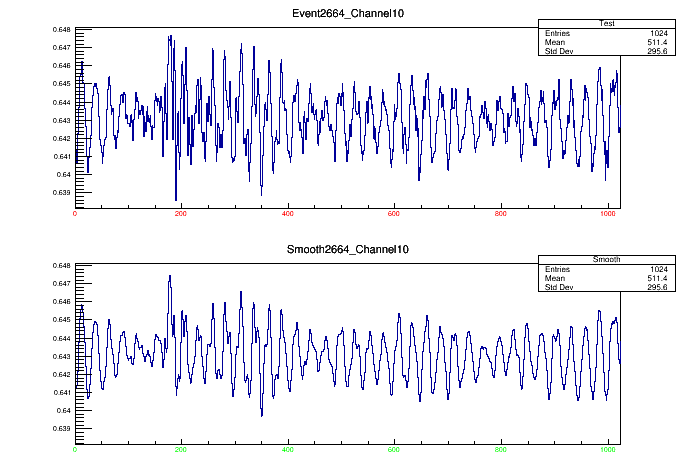 Event2664_Channel10
Test
Entries 1024
Mean 511.4
Std Dev 295.6
0.648
0.647
0.646
0.645
0.644
0.643
0.642
0.641
0.64
0.639
0 200 400 600 800 1000
Smooth2664_Channel10
Smooth
Entries 1024
Mean 511.4
Std Dev 295.6
0.648
0.647
0.646
0.645
0.644
0.643
0.642
0.641
0.64
0.639
0 200 400 600 800 1000